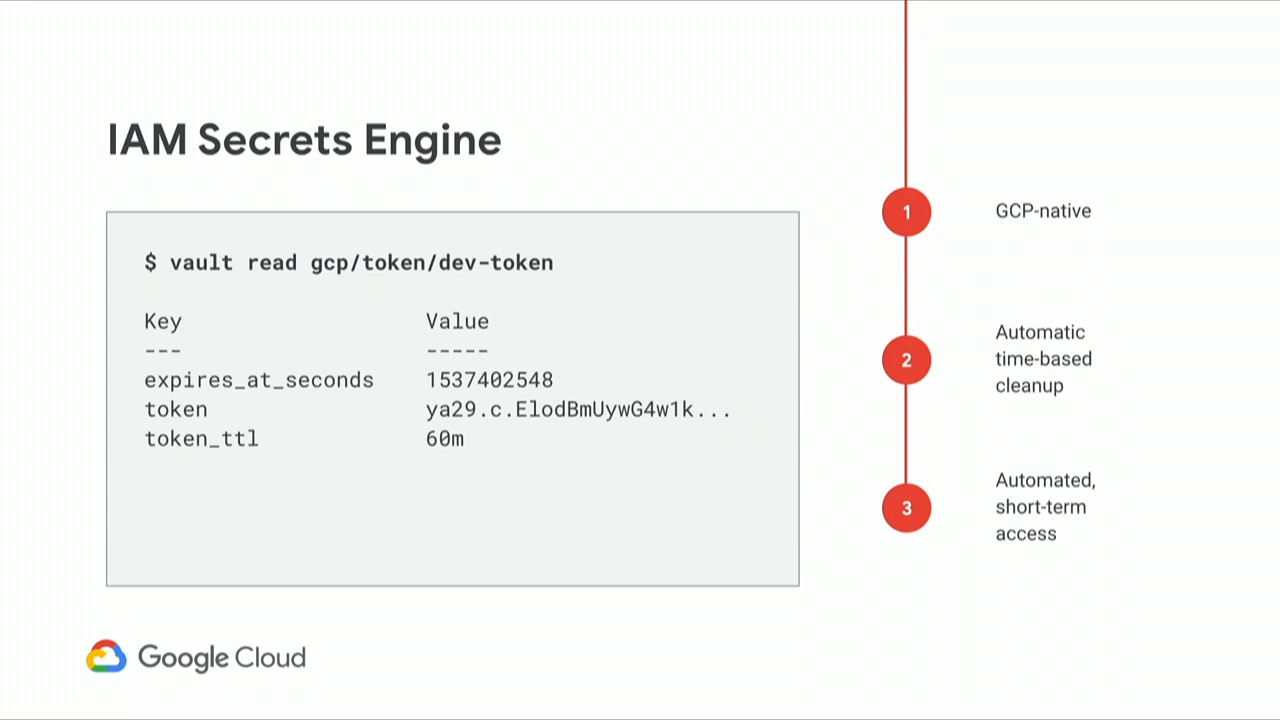 IAM Secrets Engine
$ vault read gcp/token/dev-token
Key Value
--- -----
expires_at_seconds 1537402548
token ya29.c.ElodBmUywG4w1k...
token_ttl 60m
1 GCP-native
2 Automatic
time-based
cleanup
3 Automated,
short-term
access
Google Cloud